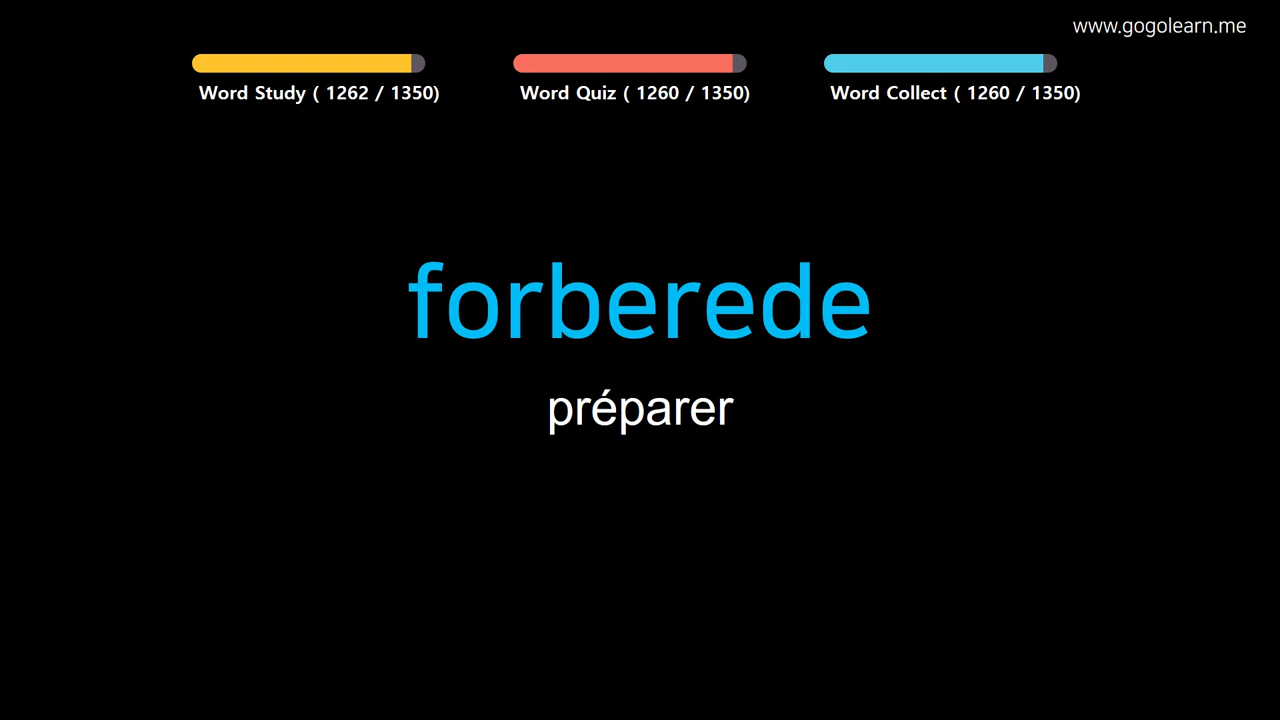 www.gogolearn.me
Word Study ( 1262 / 1350)
Word Quiz ( 1260 / 1350)
Word Collect ( 1260 / 1350)
forberede
préparer